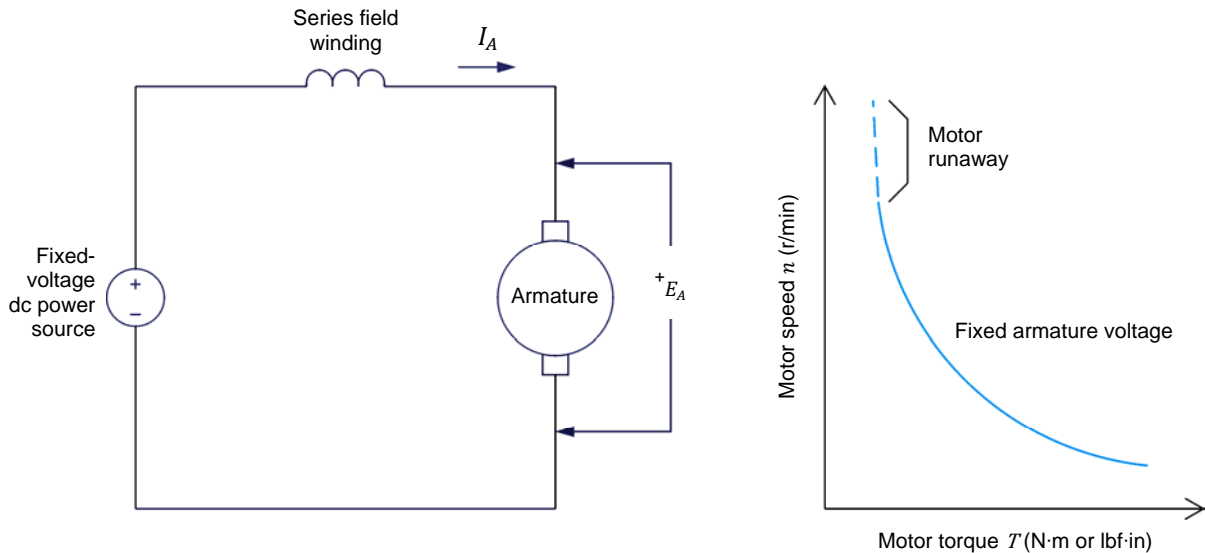 Series field
winding
I_A
Fixed-
voltage
dc power
source
+
−
Armature
+
E_A
Motor
runaway
Fixed armature voltage
Motor speed n (r/min)
Motor torque T (N·m or lbf·in)